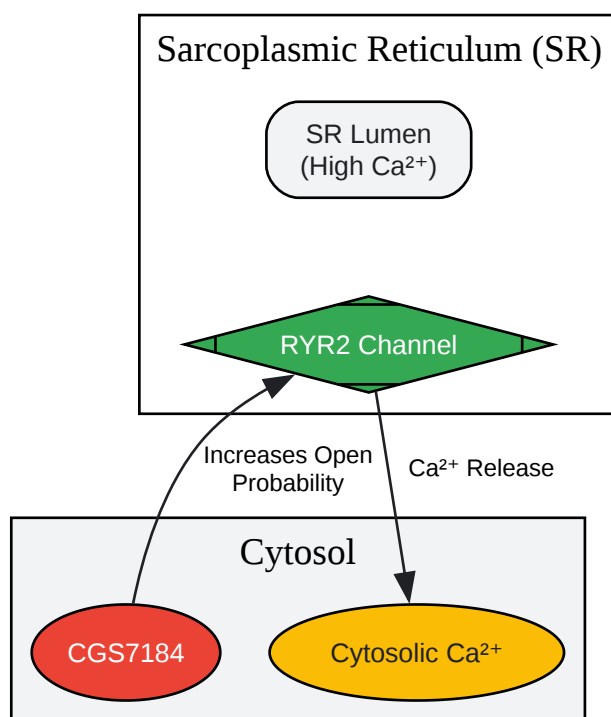 Sarcoplasmic Reticulum (SR)
SR Lumen
(High Ca²⁺)
RYR2 Channel
Increases Open
Probability
Ca²⁺ Release
Cytosol
CGS7184
Cytosolic Ca²⁺